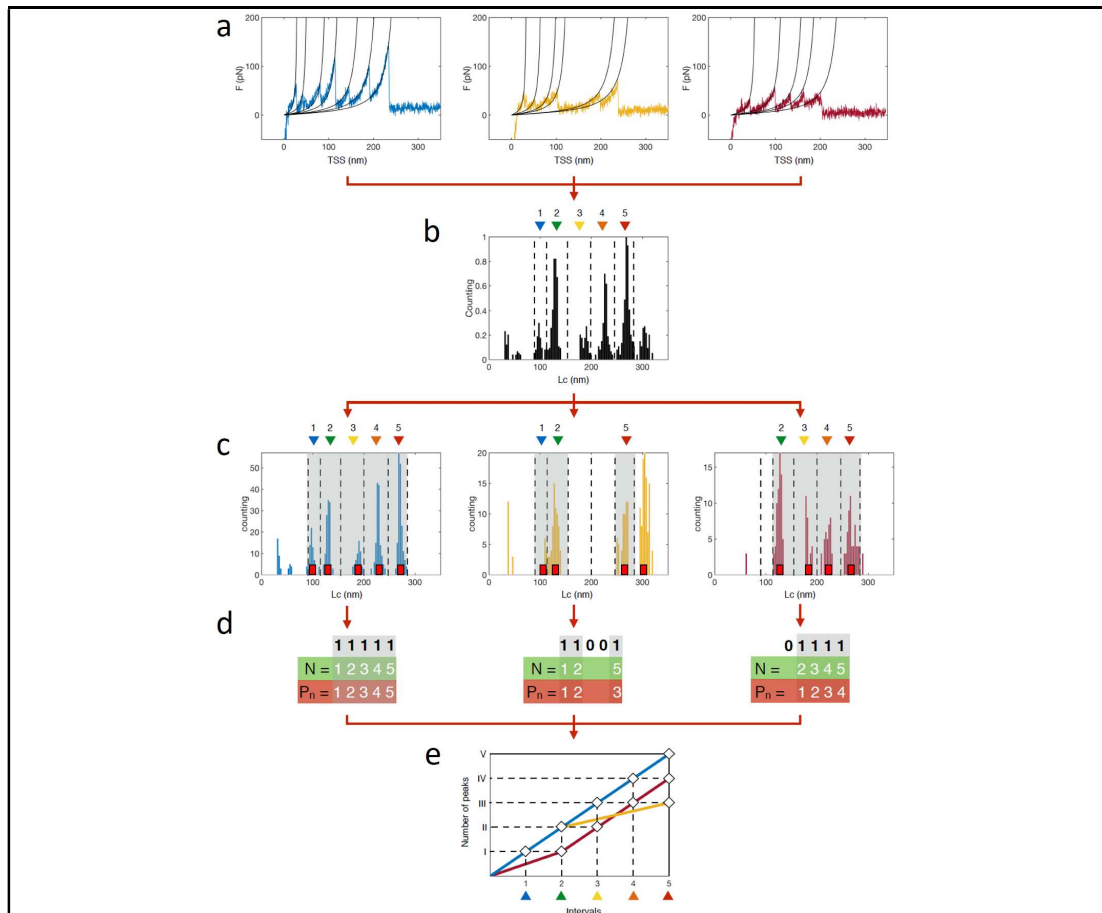 a
200
100
0
F (pN)
0 100 200 300
TSS (nm)
200
100
0
F (pN)
0 100 200 300
TSS (nm)
200
100
0
F (pN)
0 100 200 300
TSS (nm)
b
1 2 3 4 5
1
0.8
0.6
0.4
0.2
0
Counting
0 100 200 300
Lc (nm)
c
1 2 3 4 5
50
40
30
20
10
0
counting
0 100 200 300
Lc (nm)
1 2 5
20
15
10
5
0
counting
0 100 200 300
Lc (nm)
2 3 4 5
15
10
5
0
counting
0 100 200 300
Lc (nm)
d
1 1 1 1 1
N = 1 2 3 4 5
Pn = 1 2 3 4 5
1 1 0 0 1
N = 1 2 5
Pn = 1 2 3
0 1 1 1 1
N = 2 3 4 5
Pn = 1 2 3 4
e
V
IV
III
II
I
Number of peaks
1 2 3 4 5
Intervals